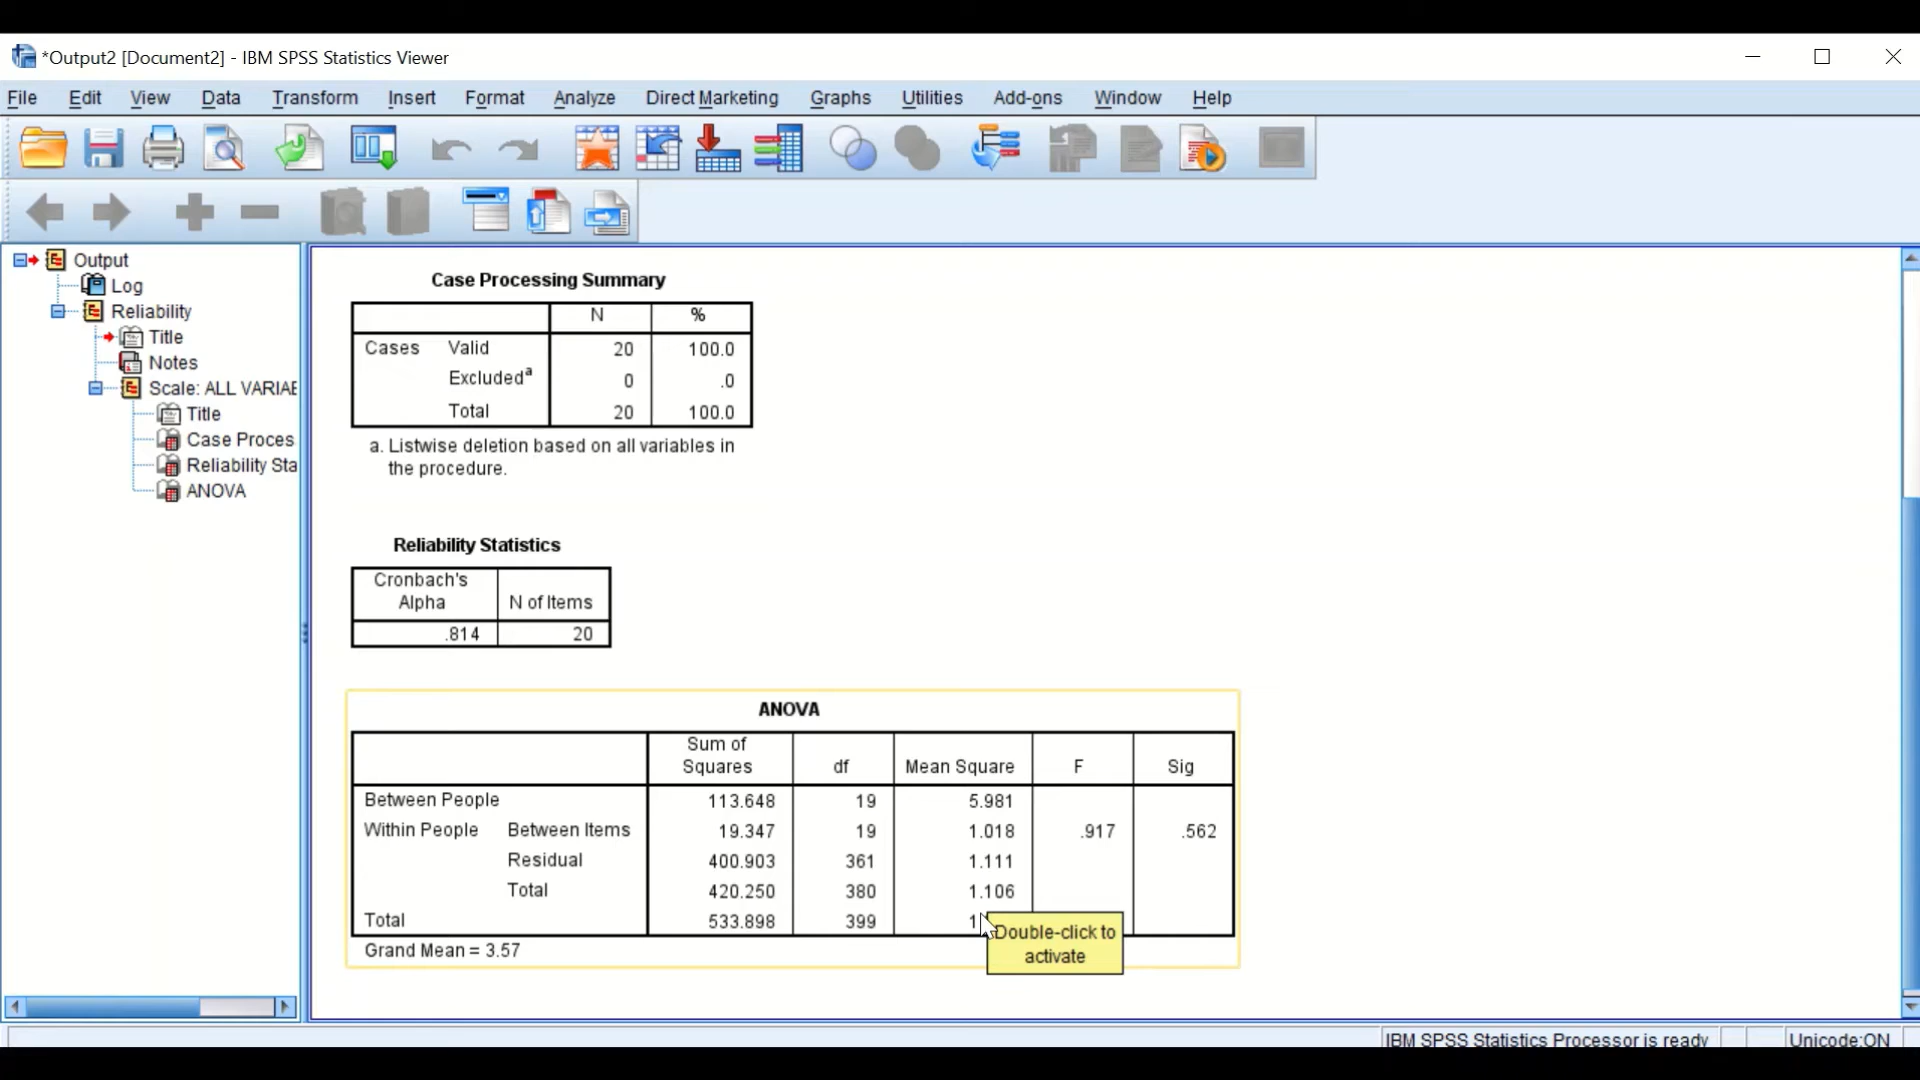 *Output2 [Document2] - IBM SPSS Statistics Viewer
File Edit View Data Transform Insert Format Analyze Direct Marketing Graphs Utilities Add-ons Window Help
Output
Log
Reliability
Title
Notes
Scale: ALL VARIAE
Title
Case Proces
Reliability Sta
ANOVA
Case Processing Summary
N %
Cases Valid 20 100.0
Excludedᵃ 0 .0
Total 20 100.0
a. Listwise deletion based on all variables in
the procedure.
Reliability Statistics
Cronbach's
Alpha N of Items
.814 20
ANOVA
Sum of
Squares df Mean Square F Sig
Between People 113.648 19 5.981
Within People Between Items 19.347 19 1.018 .917 .562
Residual 400.903 361 1.111
Total 420.250 380 1.106
Total 533.898 399 1
Grand Mean = 3.57
Double-click to
activate
IBM SPSS Statistics Processor is ready Unicode:ON